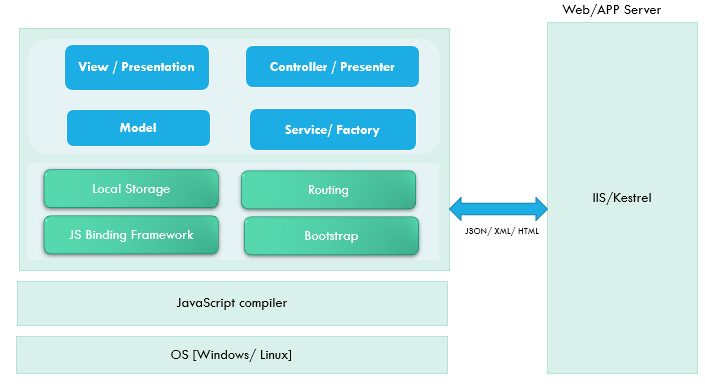 Web/APP Server
View / Presentation
Controller / Presenter
Model
Service/ Factory
Local Storage
Routing
JS Binding Framework
Bootstrap
JSON/ XML/ HTML
IIS/Kestrel
JavaScript compiler
OS [Windows/ Linux]